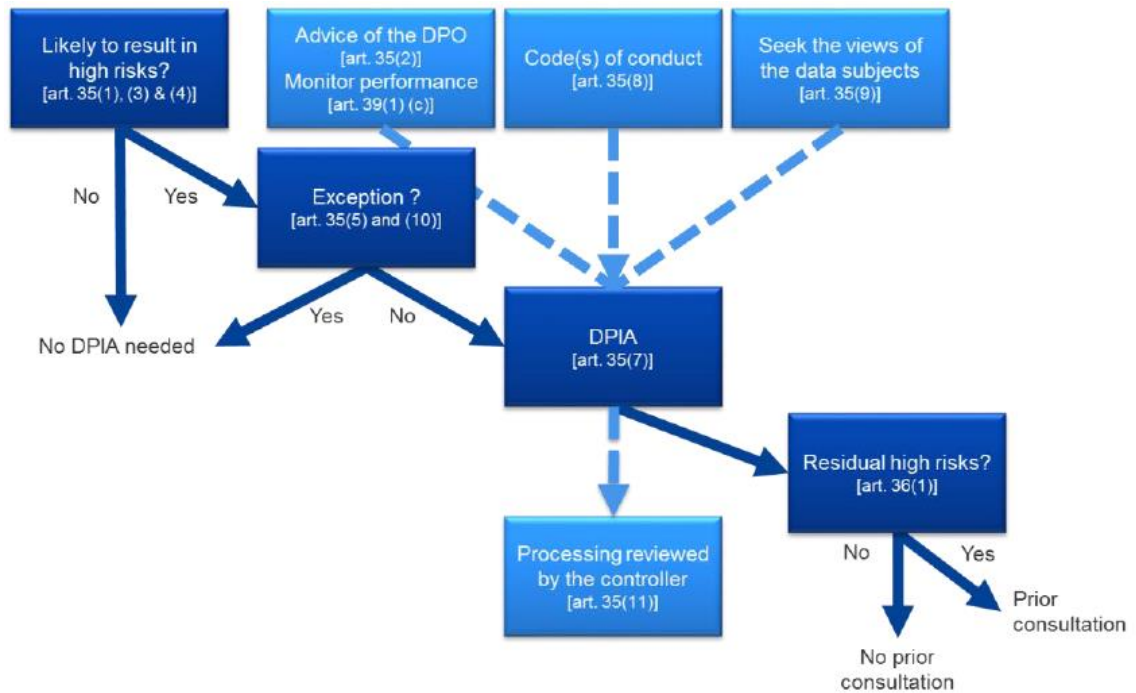 Likely to result in
high risks?
[art. 35(1), (3) & (4)]
Advice of the DPO
[art. 35(2)]
Monitor performance
[art. 39(1) (c)]
Code(s) of conduct
[art. 35(8)]
Seek the views of
the data subjects
[art. 35(9)]
No
Yes
Exception ?
[art. 35(5) and (10)]
Yes
No
No DPIA needed
DPIA
[art. 35(7)]
Residual high risks?
[art. 36(1)]
Processing reviewed
by the controller
[art. 35(11)]
No
Yes
Prior
consultation
No prior
consultation